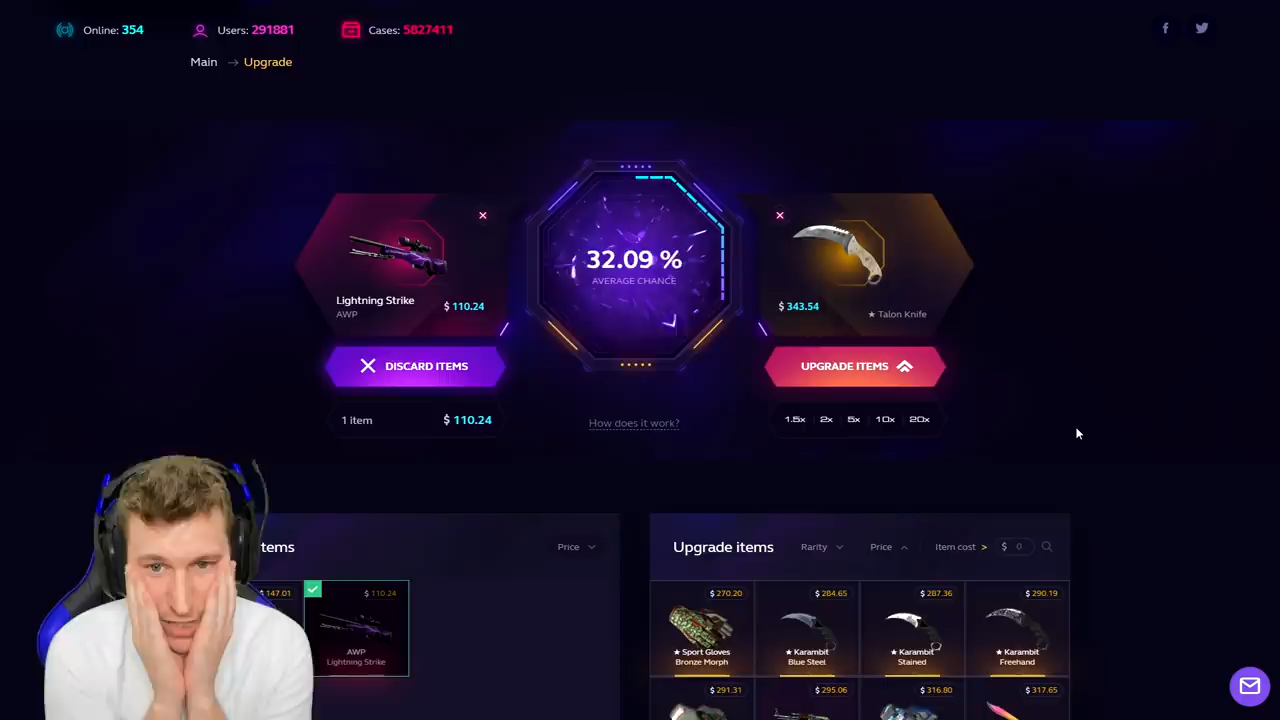 Online: 354
Users: 291881
Cases: 5827411
Main → Upgrade
32.09 %
AVERAGE CHANCE
Lightning Strike
AWP
$ 110.24
$ 343.54
★ Talon Knife
DISCARD ITEMS
UPGRADE ITEMS
1 item
$ 110.24
How does it work?
1.5x 2x 5x 10x 20x
tems
Price
Upgrade items
Rarity
Price
Item cost >
$ 0
$ 147.01
$ 110.24
AWP
Lightning Strike
$ 270.20
★ Sport Gloves
Bronze Morph
$ 284.65
★ Karambit
Blue Steel
$ 287.36
★ Karambit
Stained
$ 290.19
★ Karambit
Freehand
$ 291.31
$ 295.06
$ 316.80
$ 317.65